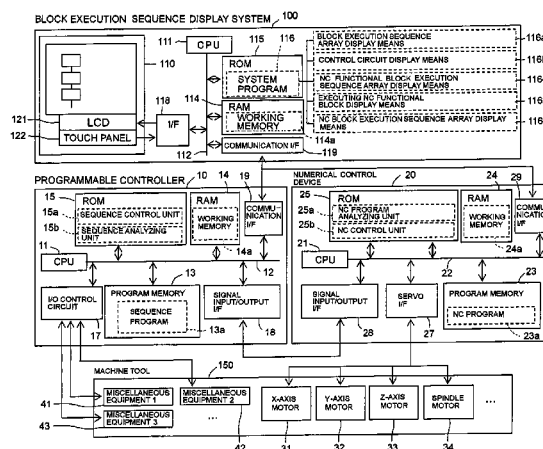 BLOCK EXECUTION SEQUENCE DISPLAY SYSTEM
100
110
111
CPU
115
ROM
116
SYSTEM
PROGRAM
114
RAM
WORKING
MEMORY
114a
COMMUNICATION I/F
119
112
118
I/F
121
LCD
122
TOUCH PANEL
BLOCK EXECUTION SEQUENCE
ARRAY DISPLAY MEANS
116a
CONTROL CIRCUIT DISPLAY MEANS
NC FUNCTIONAL BLOCK EXECUTION
SEQUENCE ARRAY DISPLAY MEANS
EXECUTING NC FUNCTIONAL
BLOCK DISPLAY MEANS
NC BLOCK EXECUTION SEQUENCE ARRAY
DISPLAY MEANS
PROGRAMMABLE CONTROLLER
10
15
ROM
15a
SEQUENCE CONTROL UNIT
15b
SEQUENCE ANALYZING
UNIT
14
RAM
WORKING
MEMORY
14a
19
COMMU-
NICATION
I/F
11
CPU
12
I/O CONTROL
CIRCUIT
17
13
PROGRAM MEMORY
SEQUENCE
PROGRAM
13a
SIGNAL
INPUT/OUTPUT
I/F
18
NUMERICAL CONTROL
DEVICE
20
25
ROM
25a
NC PROGRAM
ANALYZING UNIT
25b
NC CONTROL UNIT
24
RAM
WORKING
MEMORY
24a
29
NICATION
I/F
21
CPU
22
SIGNAL
INPUT/OUTPUT
I/F
28
SERVO
I/F
27
23
PROGRAM MEMORY
NC PROGRAM
23a
MACHINE TOOL
150
MISCELLANEOUS
EQUIPMENT 1
41
MISCELLANEOUS
EQUIPMENT 2
42
MISCELLANEOUS
EQUIPMENT 3
43
...
X-AXIS
MOTOR
31
Y-AXIS
MOTOR
32
Z-AXIS
MOTOR
33
SPINDLE
MOTOR
34
...